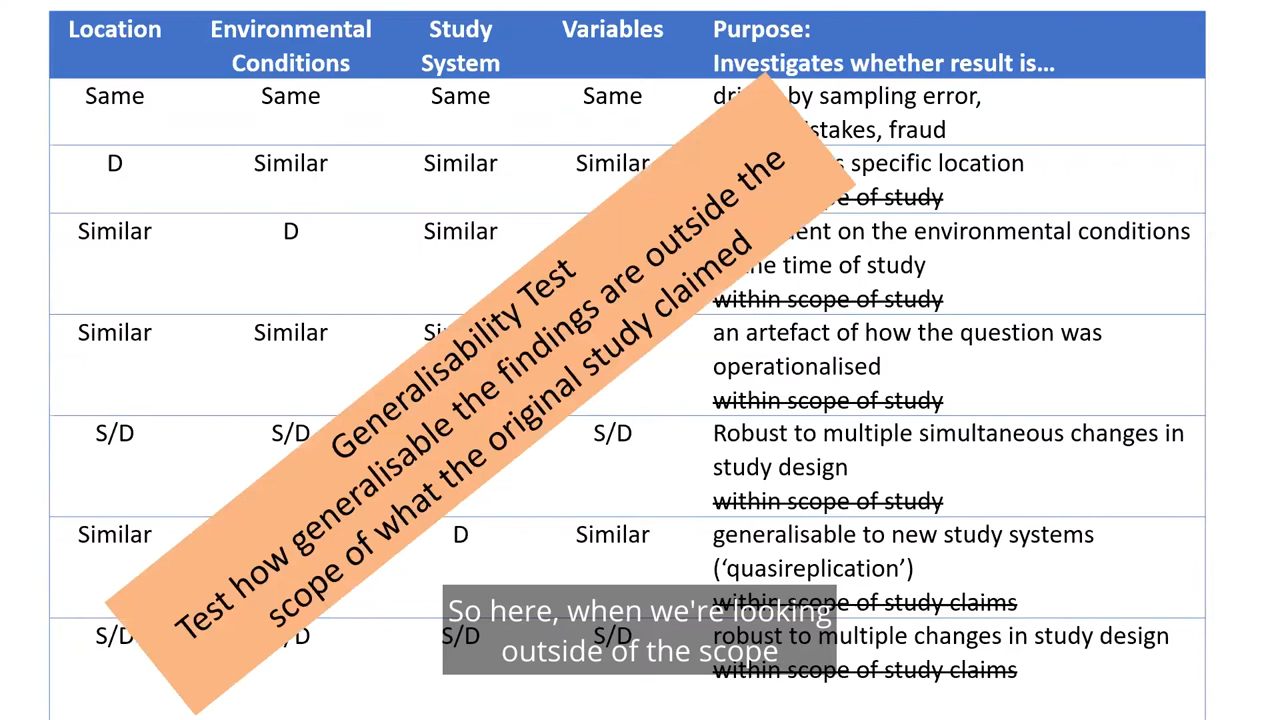 Location Environmental Study Variables Purpose:
Conditions System Investigates whether result is…
Same Same Same Same by sampling error,
fraud
D Similar Similar Similar specific location
of study
Similar D Similar on the environmental conditions
time of study
within scope of study
Similar Similar an artefact of how the question was
operationalised
within scope of study
S/D S/D S/D Robust to multiple simultaneous changes in
study design
within scope of study
Similar D Similar generalisable to new study systems
(‘quasireplication’)
within scope of study claims
S/D S/D S/D robust to multiple changes in study design
within scope of study claims
Generalisability Test
Test how generalisable the findings are outside the
scope of what the original study claimed
So here, when we're looking
outside of the scope